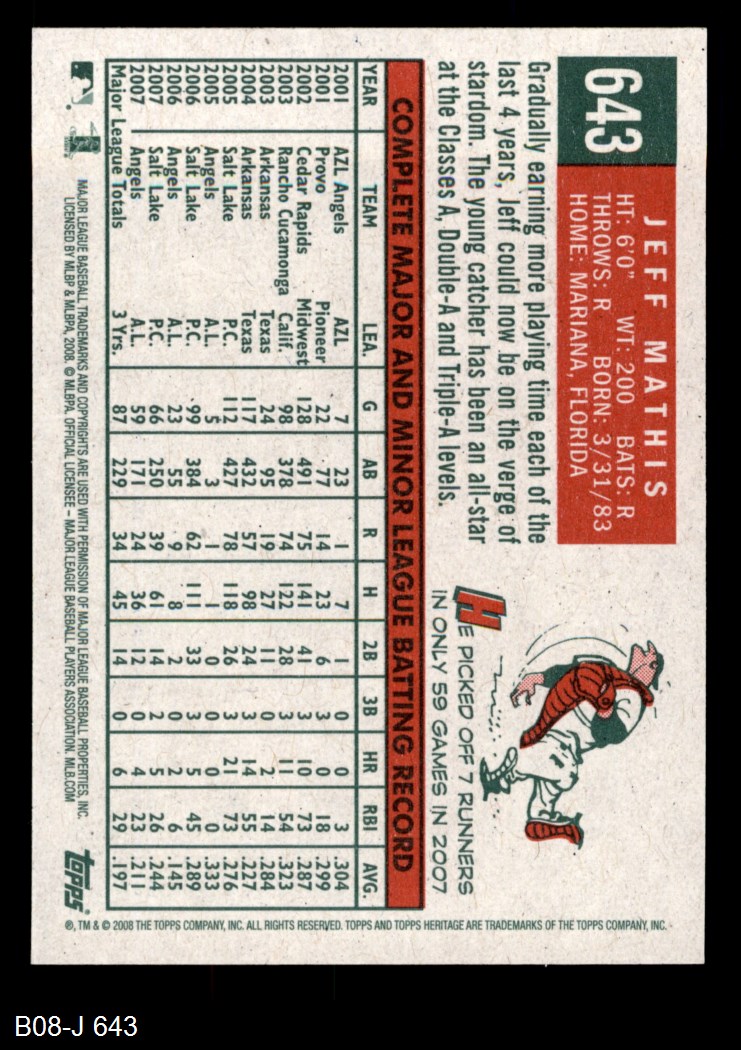 643
JEFF MATHIS
HT: 6'0" WT: 200 BATS: R
THROWS: R BORN: 3/31/83
HOME: MARIANA, FLORIDA
Gradually earning more playing time each of the
last 4 years, Jeff could now be on the verge of
stardom. The young catcher has been an all-star
at the Classes A, Double-A and Triple-A levels.
HE PICKED OFF 7 RUNNERS
IN ONLY 59 GAMES IN 2007
COMPLETE MAJOR AND MINOR LEAGUE BATTING RECORD
YEAR TEAM LEA. G AB R H 2B 3B HR RBI AVG.
2001 AZL Angels AZL 7 23 1 7 1 0 0 3 .304
2001 Provo Pioneer 22 77 14 23 6 3 0 18 .299
2002 Cedar Rapids Midwest 128 491 75 141 41 3 10 73 .287
2003 Rancho Cucamonga Calif. 98 378 74 122 28 3 11 54 .323
2003 Arkansas Texas 24 95 19 27 11 0 2 14 .284
2004 Arkansas Texas 117 432 57 98 24 3 14 55 .227
2005 Salt Lake P.C. 112 427 78 118 26 3 21 73 .276
2005 Angels A.L. 5 3 1 1 0 0 0 0 .333
2006 Salt Lake P.C. 99 384 62 111 33 3 5 45 .289
2006 Angels A.L. 23 55 9 8 2 0 2 6 .145
2007 Salt Lake P.C. 66 250 39 61 14 2 5 26 .244
2007 Angels A.L. 59 171 24 36 12 0 4 23 .211
Major League Totals 3 Yrs. 87 229 34 45 14 0 6 29 .197
MAJOR LEAGUE BASEBALL TRADEMARKS AND COPYRIGHTS ARE USED WITH PERMISSION OF MAJOR LEAGUE BASEBALL PROPERTIES, INC.
LICENSED BY MLBP & MLBPA, 2008. © MLBPA. OFFICIAL LICENSEE – MAJOR LEAGUE BASEBALL PLAYERS ASSOCIATION. MLB.COM
topps®
®, TM & © 2008 THE TOPPS COMPANY, INC. ALL RIGHTS RESERVED. TOPPS AND TOPPS HERITAGE ARE TRADEMARKS OF THE TOPPS COMPANY, INC.
B08-J 643